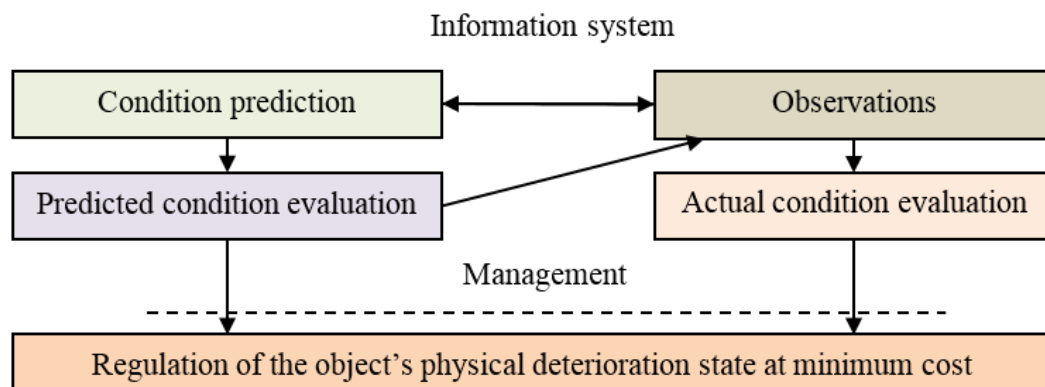 Information system
Condition prediction
Observations
Predicted condition evaluation
Actual condition evaluation
Management
Regulation of the object’s physical deterioration state at minimum cost